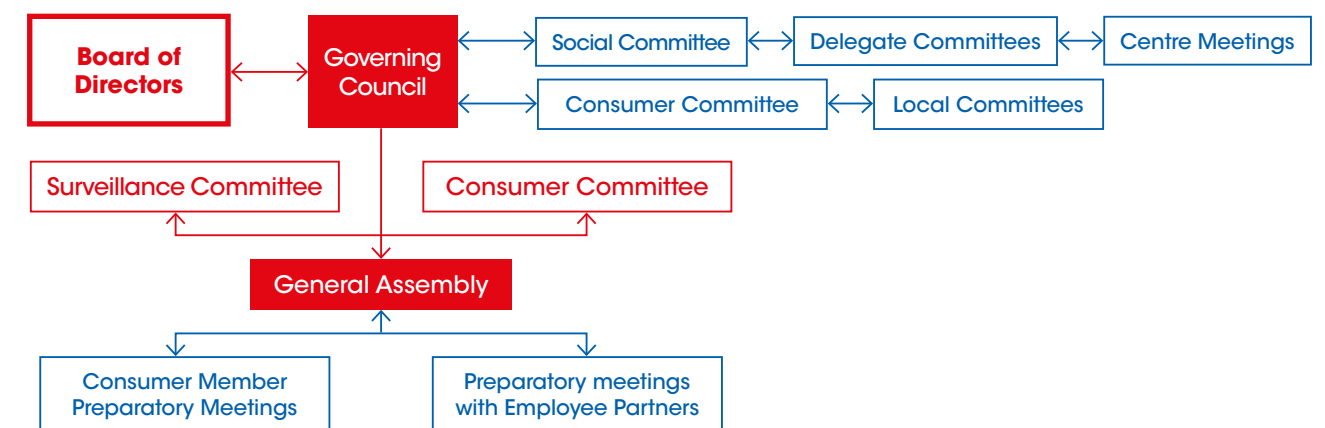 Board of
Directors
Governing
Council
Social Committee
Delegate Committees
Centre Meetings
Consumer Committee
Local Committees
Surveillance Committee
Consumer Committee
General Assembly
Consumer Member
Preparatory Meetings
Preparatory meetings
with Employee Partners